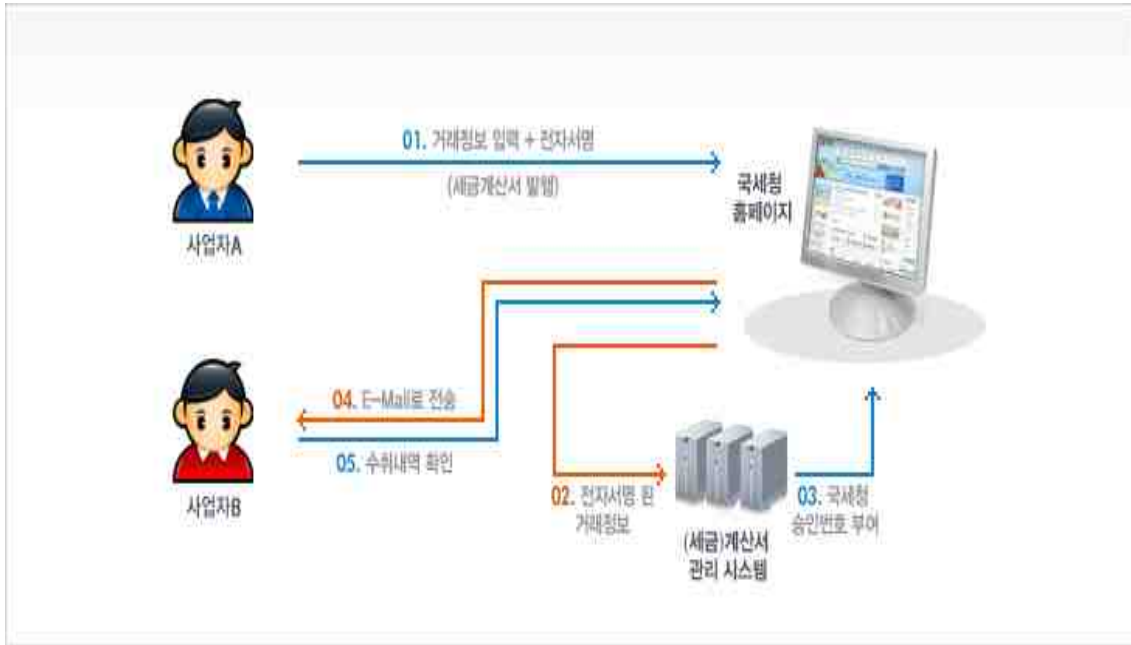 01. 거래정보 입력 + 전자서명
(세금계산서 발행)
국세청
홈페이지
사업자A
04. E-Mail로 전송
05. 수취내역 확인
사업자B
02. 전자서명 된
거래정보
03. 국세청
승인번호 부여
(세금)계산서
관리 시스템